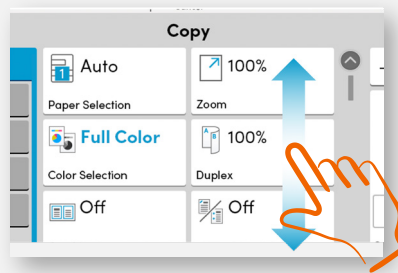 Copy
Auto
100%
Paper Selection
Zoom
Full Color
100%
Color Selection
Duplex
Off
Off